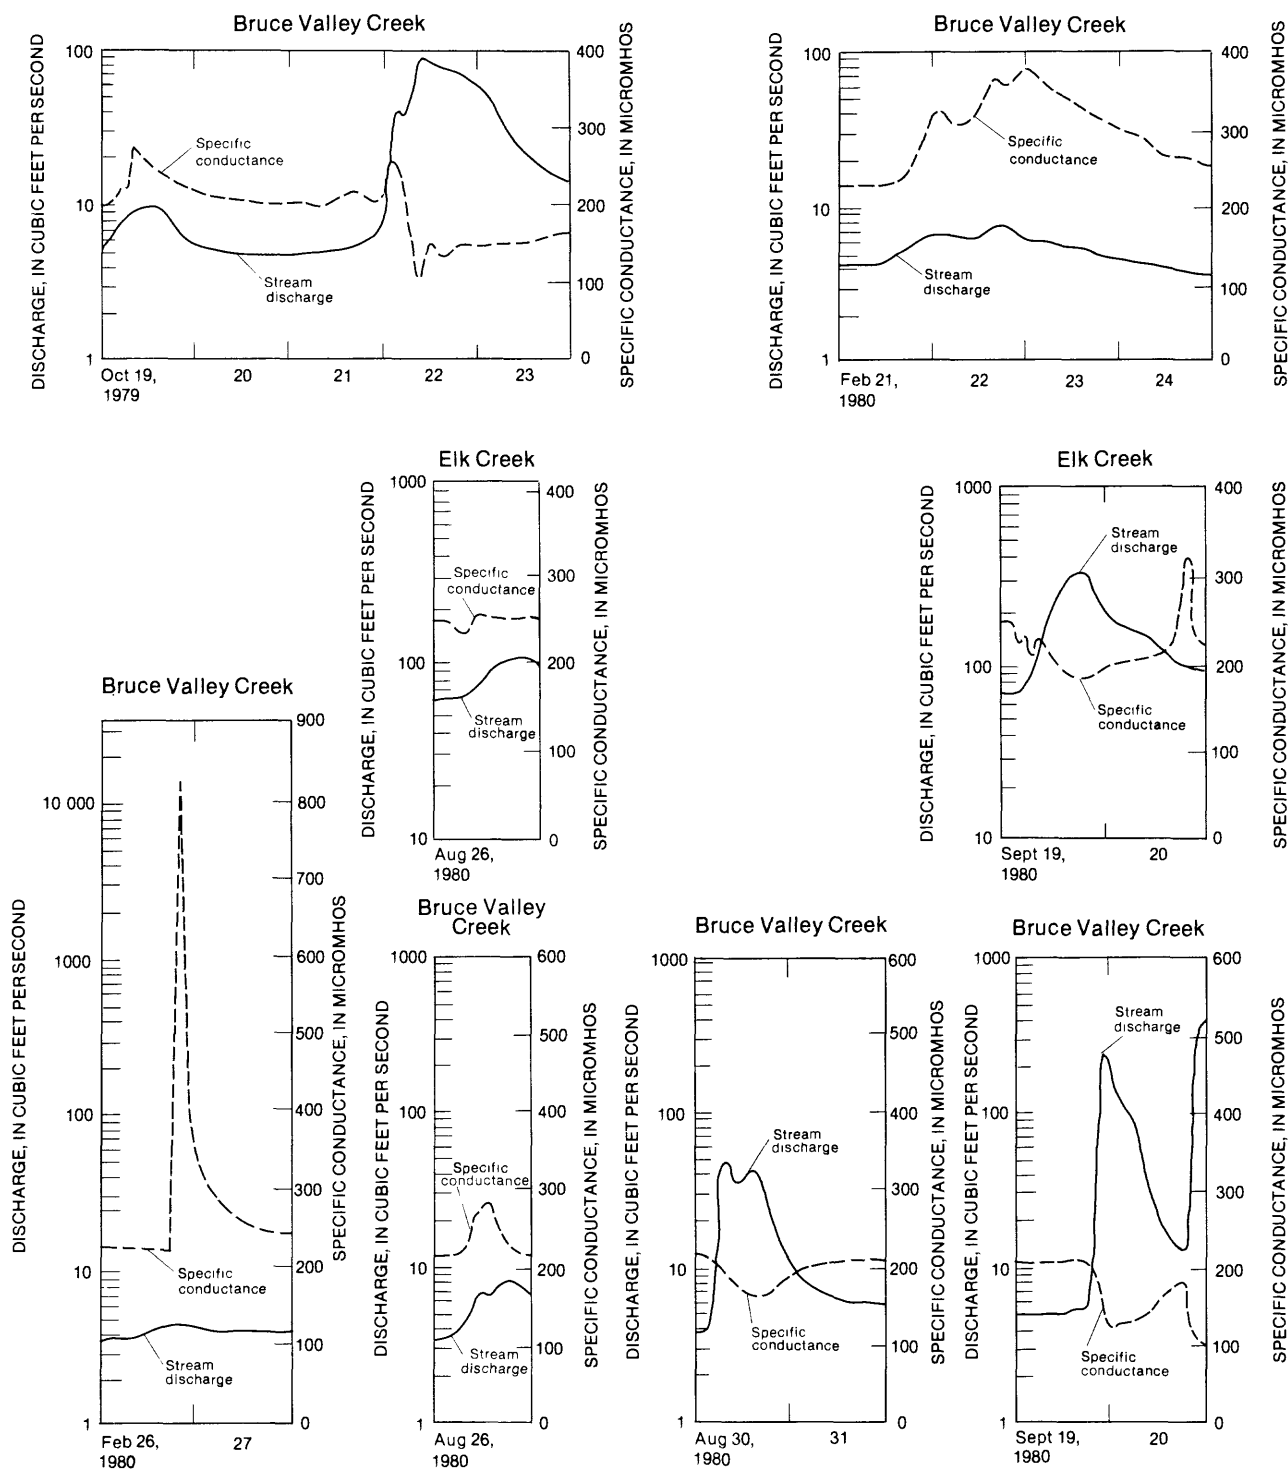 Bruce Valley Creek
DISCHARGE, IN CUBIC FEET PER SECOND
100
10
1
Specific
conductance
Stream
discharge
400
300
200
100
0
SPECIFIC CONDUCTANCE, IN MICROMHOS
Oct 19,
1979
20
21
22
23
Bruce Valley Creek
DISCHARGE, IN CUBIC FEET PER SECOND
100
10
1
Specific
conductance
Stream
discharge
400
300
200
100
0
SPECIFIC CONDUCTANCE, IN MICROMHOS
Feb 21,
1980
22
23
24
Elk Creek
DISCHARGE, IN CUBIC FEET PER SECOND
1000
100
10
Specific
conductance
Stream
discharge
400
300
200
100
0
SPECIFIC CONDUCTANCE, IN MICROMHOS
Aug 26,
1980
Elk Creek
DISCHARGE, IN CUBIC FEET PER SECOND
1000
100
10
Stream
discharge
Specific
conductance
400
300
200
100
0
SPECIFIC CONDUCTANCE, IN MICROMHOS
Sept 19,
1980
20
Bruce Valley Creek
DISCHARGE, IN CUBIC FEET PER SECOND
10 000
1000
100
10
1
Specific
conductance
Stream
discharge
900
800
700
600
500
400
300
200
100
0
SPECIFIC CONDUCTANCE, IN MICROMHOS
Feb 26,
1980
27
Bruce Valley
Creek
DISCHARGE, IN CUBIC FEET PER SECOND
1000
100
10
1
Specific
conductance
Stream
discharge
600
500
400
300
200
100
0
SPECIFIC CONDUCTANCE, IN MICROMHOS
Aug 26,
1980
Bruce Valley Creek
DISCHARGE, IN CUBIC FEET PER SECOND
1000
100
10
1
Stream
discharge
Specific
conductance
600
500
400
300
200
100
0
SPECIFIC CONDUCTANCE, IN MICROMHOS
Aug 30,
1980
31
Bruce Valley Creek
DISCHARGE, IN CUBIC FEET PER SECOND
1000
100
10
1
Stream
discharge
Specific
conductance
600
500
400
300
200
100
0
SPECIFIC CONDUCTANCE, IN MICROMHOS
Sept 19,
1980
20